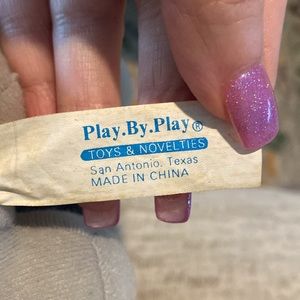 Play.By.Play®
TOYS & NOVELTIES
San Antonio, Texas
MADE IN CHINA